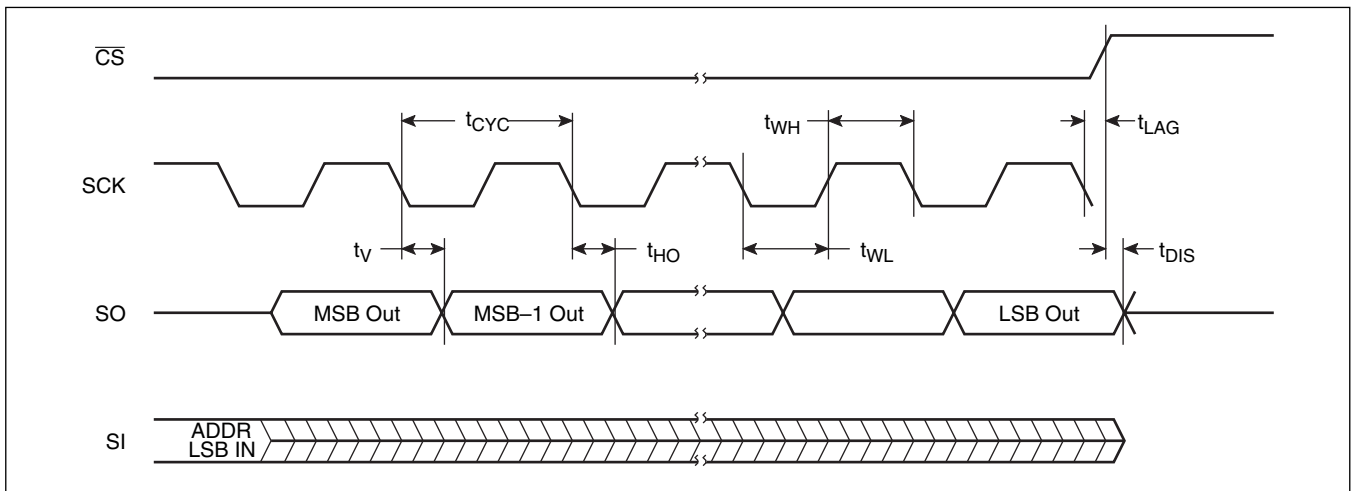 CS
tCYC
tWH
tLAG
SCK
tV
tHO
tWL
tDIS
SO
MSB Out
MSB–1 Out
LSB Out
SI
ADDR
LSB IN